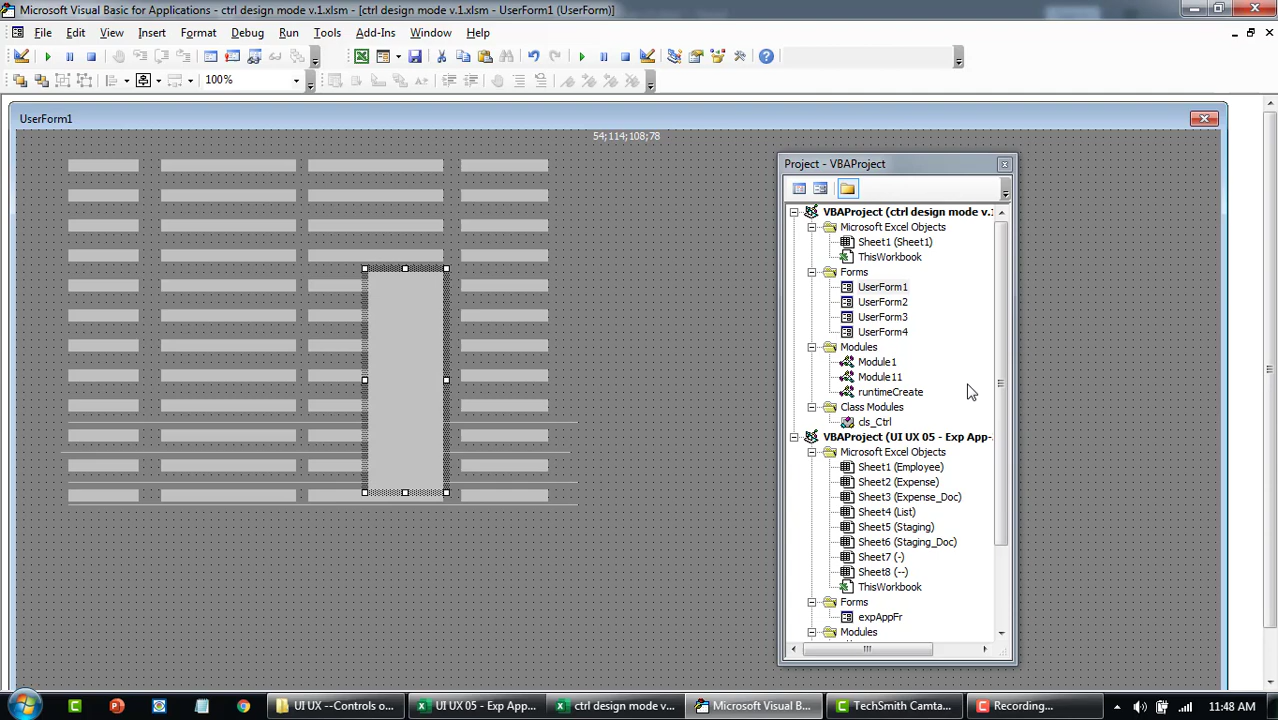 Microsoft Visual Basic for Applications - ctrl design mode v.1.xlsm - [ctrl design mode v.1.xlsm - UserForm1 (UserForm)]
File Edit View Insert Format Debug Run Tools Add-Ins Window Help
100%
UserForm1
54;114;108;78
Project - VBAProject
VBAProject (ctrl design mode v.1
Microsoft Excel Objects
Sheet1 (Sheet1)
ThisWorkbook
Forms
UserForm1
UserForm2
UserForm3
UserForm4
Modules
Module1
Module11
runtimeCreate
Class Modules
cls_Ctrl
VBAProject (UI UX 05 - Exp App-
Microsoft Excel Objects
Sheet1 (Employee)
Sheet2 (Expense)
Sheet3 (Expense_Doc)
Sheet4 (List)
Sheet5 (Staging)
Sheet6 (Staging_Doc)
Sheet7 (-)
Sheet8 (--)
ThisWorkbook
Forms
expAppFr
Modules
UI UX --Controls o... UI UX 05 - Exp App... ctrl design mode v... Microsoft Visual B... TechSmith Camta... Recording... 11:48 AM